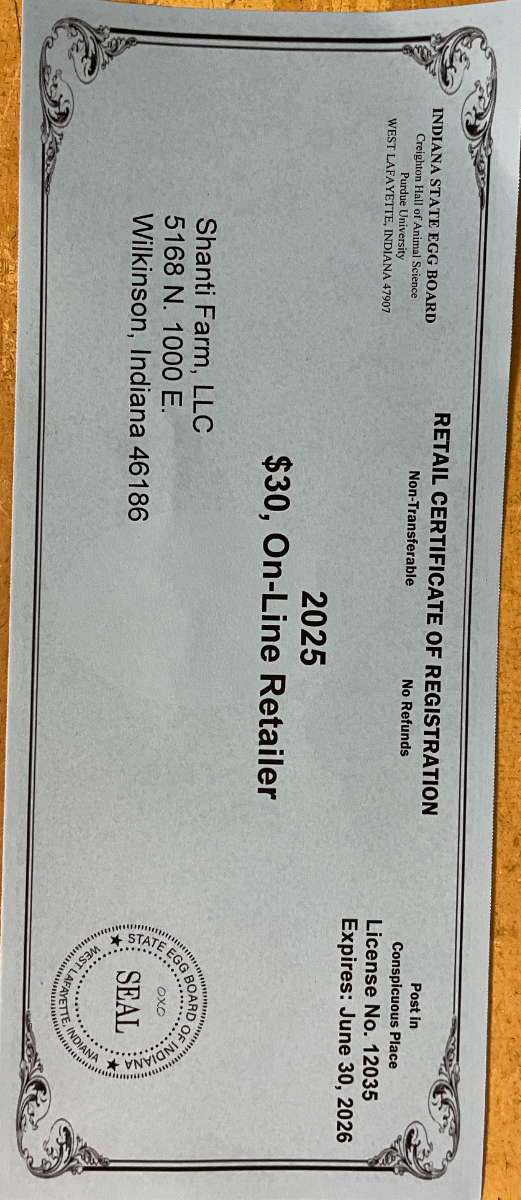 INDIANA STATE EGG BOARD
Creighton Hall of Animal Science
Purdue University
WEST LAFAYETTE, INDIANA 47907
RETAIL CERTIFICATE OF REGISTRATION
Non-Transferable No Refunds
Post in
Conspicuous Place
License No. 12035
Expires: June 30, 2026
2025
$30, On-Line Retailer
Shanti Farm, LLC
5168 N. 1000 E.
Wilkinson, Indiana 46186
STATE EGG BOARD OF INDIANA
OXO
SEAL
WEST LAFAYETTE, INDIANA